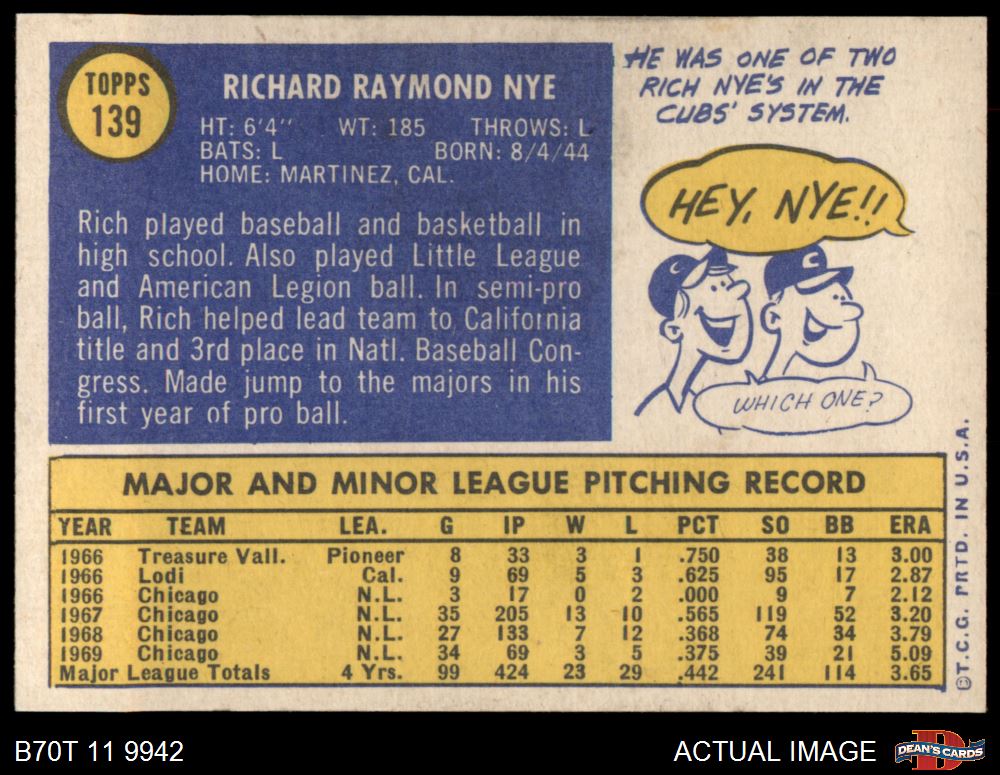 TOPPS
139
RICHARD RAYMOND NYE
HT: 6'4" WT: 185 THROWS: L
BATS: L BORN: 8/4/44
HOME: MARTINEZ, CAL.
Rich played baseball and basketball in
high school. Also played Little League
and American Legion ball. In semi-pro
ball, Rich helped lead team to California
title and 3rd place in Natl. Baseball Con-
gress. Made jump to the majors in his
first year of pro ball.
HE WAS ONE OF TWO
RICH NYE'S IN THE
CUBS' SYSTEM.
HEY, NYE!!
C
C
WHICH ONE?
MAJOR AND MINOR LEAGUE PITCHING RECORD
YEAR TEAM LEA. G IP W L PCT SO BB ERA
1966 Treasure Vall. Pioneer 8 33 3 1 .750 38 13 3.00
1966 Lodi Cal. 9 69 5 3 .625 95 17 2.87
1966 Chicago N.L. 3 17 0 2 .000 9 7 2.12
1967 Chicago N.L. 35 205 13 10 .565 119 52 3.20
1968 Chicago N.L. 27 133 7 12 .368 74 34 3.79
1969 Chicago N.L. 34 69 3 5 .375 39 21 5.09
Major League Totals 4 Yrs. 99 424 23 29 .442 241 114 3.65
©T.C.G. PRTD. IN U.S.A.
B70T 11 9942
ACTUAL IMAGE
D
DEAN'S CARDS